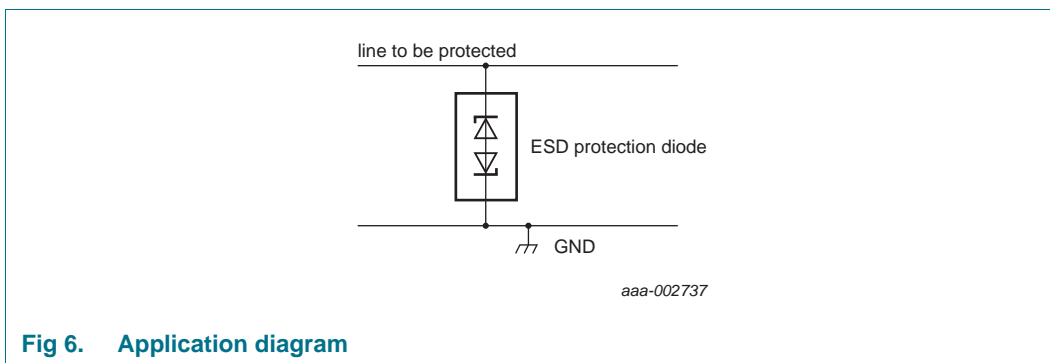 line to be protected
ESD protection diode
GND
aaa-002737
Fig 6. Application diagram